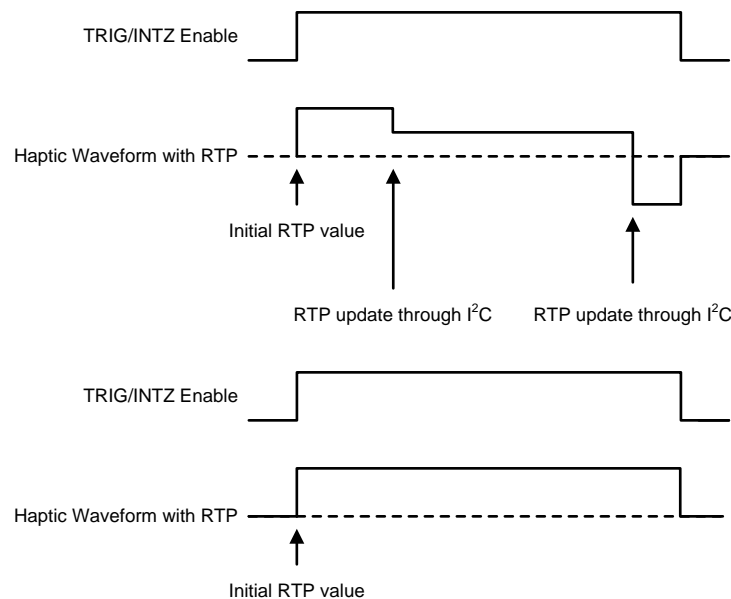 TRIG/INTZ Enable
Haptic Waveform with RTP
Initial RTP value
RTP update through I²C
RTP update through I²C
TRIG/INTZ Enable
Haptic Waveform with RTP
Initial RTP value